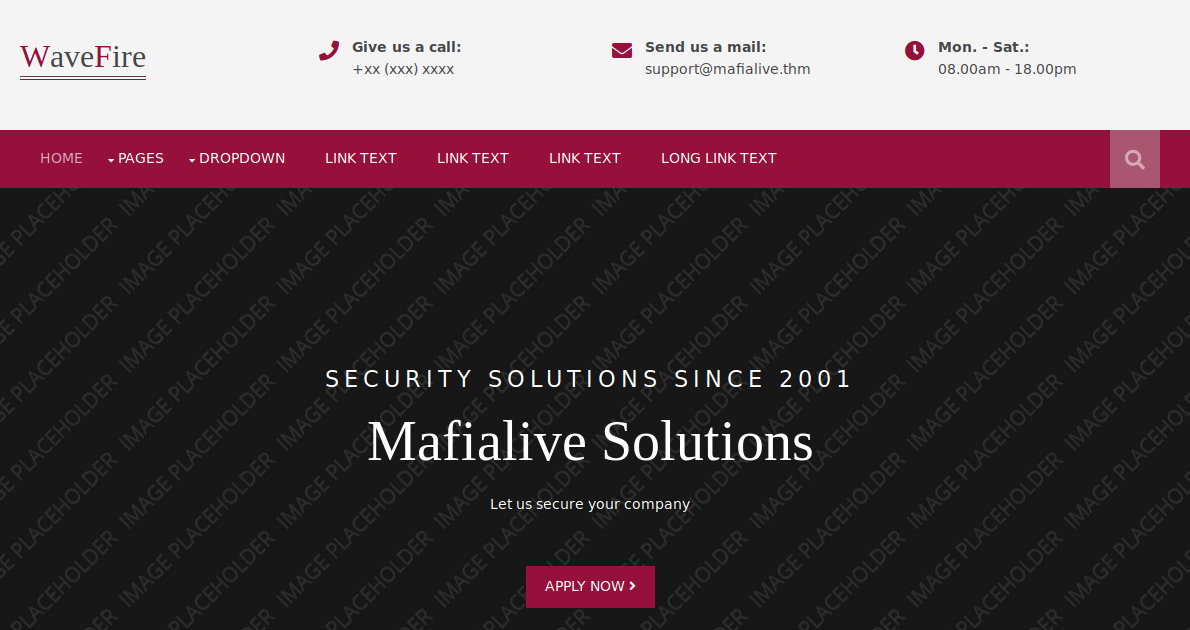 WaveFire
Give us a call:
+xx (xxx) xxxx
Send us a mail:
support@mafialive.thm
Mon. - Sat.:
08.00am - 18.00pm
HOME PAGES DROPDOWN LINK TEXT LINK TEXT LINK TEXT LONG LINK TEXT
IMAGE PLACEHOLDER
SECURITY SOLUTIONS SINCE 2001
Mafialive Solutions
Let us secure your company
APPLY NOW